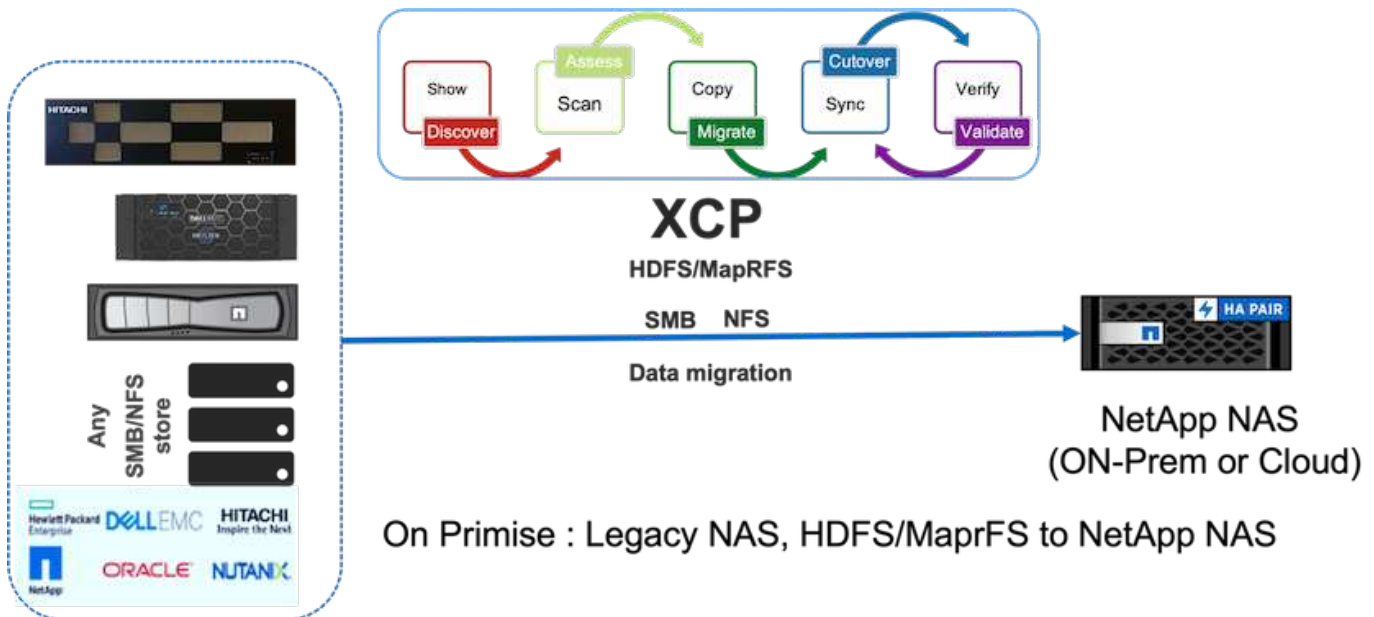 Show
Discover
Assess
Scan
Copy
Migrate
Cutover
Sync
Verify
Validate
XCP
HDFS/MapRFS
SMB NFS
Data migration
HITACHI
Any
SMB/NFS
store
Hewlett Packard
Enterprise
DELLEMC
HITACHI
Inspire the Next
NetApp
ORACLE
NUTANIX
HA PAIR
NetApp NAS
(ON-Prem or Cloud)
On Primise : Legacy NAS, HDFS/MaprFS to NetApp NAS